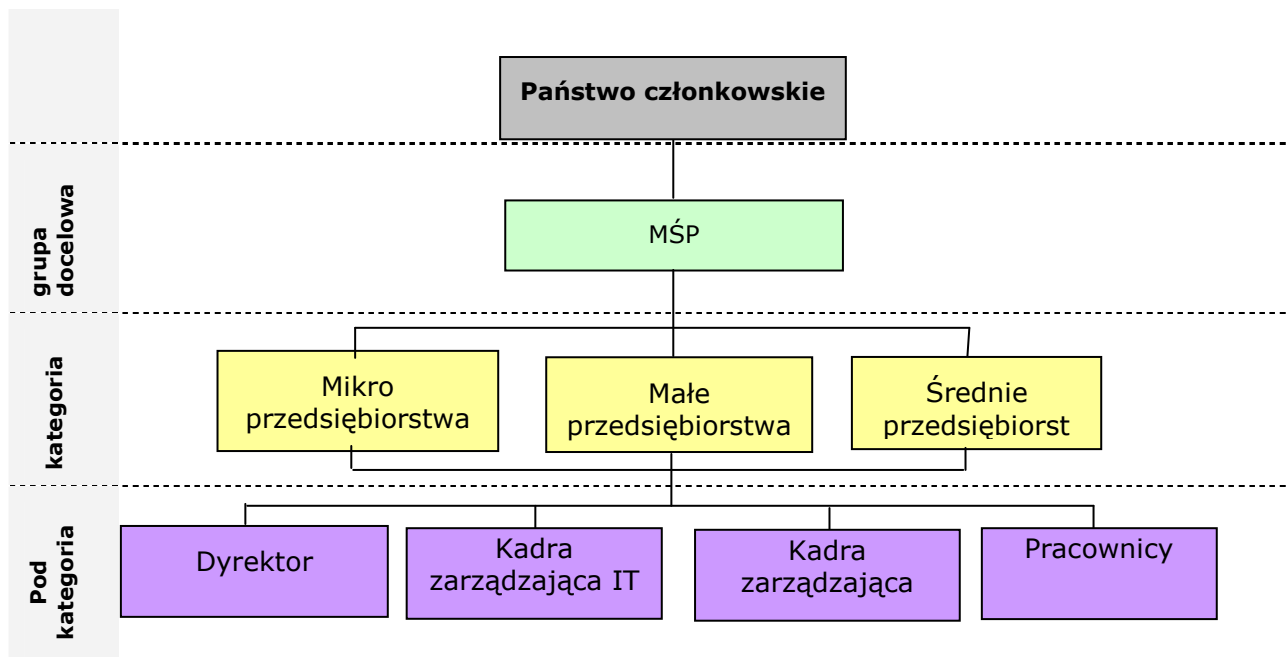 Państwo członkowskie
grupa
docelowa
MŚP
kategoria
Mikro
przedsiębiorstwa
Małe
przedsiębiorstwa
Średnie
przedsiębiorst
Pod
kategoria
Dyrektor
Kadra
zarządzająca IT
Kadra
zarządzająca
Pracownicy